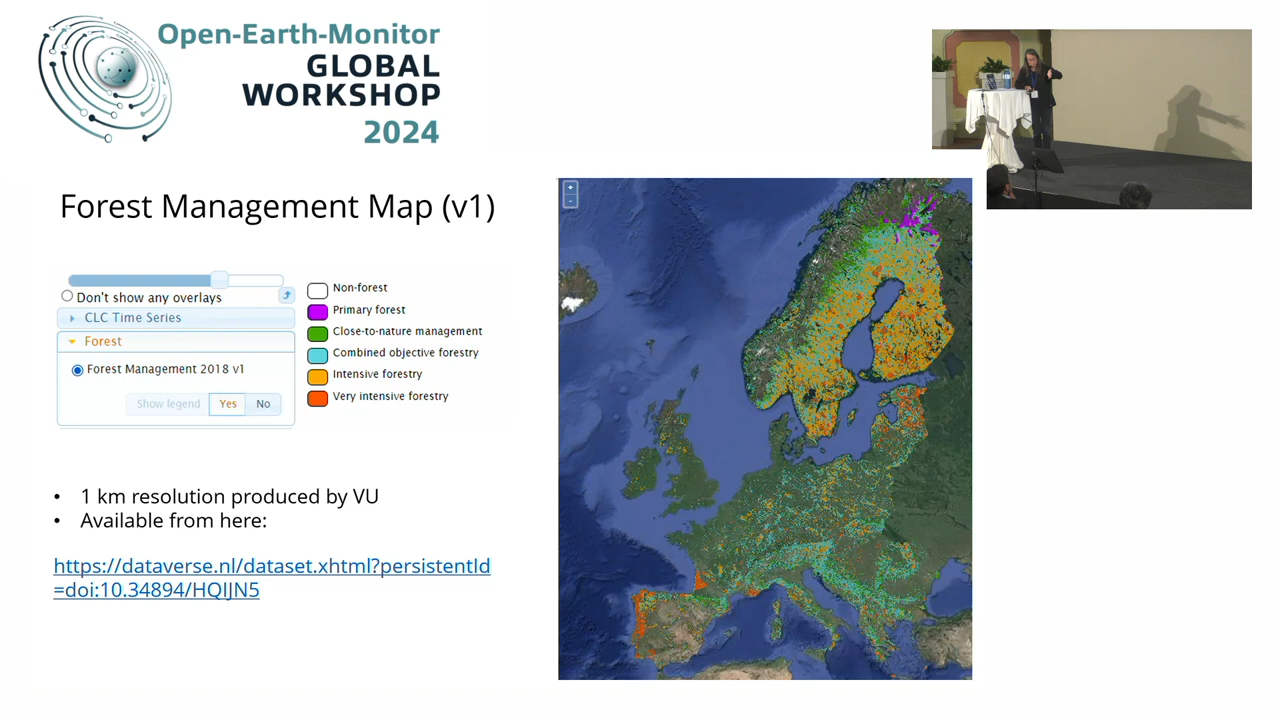 Open-Earth-Monitor
GLOBAL
WORKSHOP
2024
Forest Management Map (v1)
Don't show any overlays
CLC Time Series
Forest
Forest Management 2018 v1
Show legend Yes No
Non-forest
Primary forest
Close-to-nature management
Combined objective forestry
Intensive forestry
Very intensive forestry
• 1 km resolution produced by VU
• Available from here:
https://dataverse.nl/dataset.xhtml?persistentId
=doi:10.34894/HQIJN5
+
-